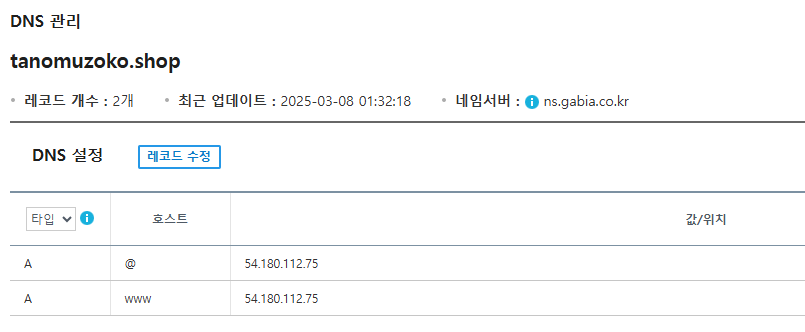 DNS 관리
tanomuzoko.shop
레코드 개수 : 2개 최근 업데이트 : 2025-03-08 01:32:18 네임서버 : ns.gabia.co.kr
DNS 설정 레코드 수정
타입 호스트 값/위치
A @ 54.180.112.75
A www 54.180.112.75